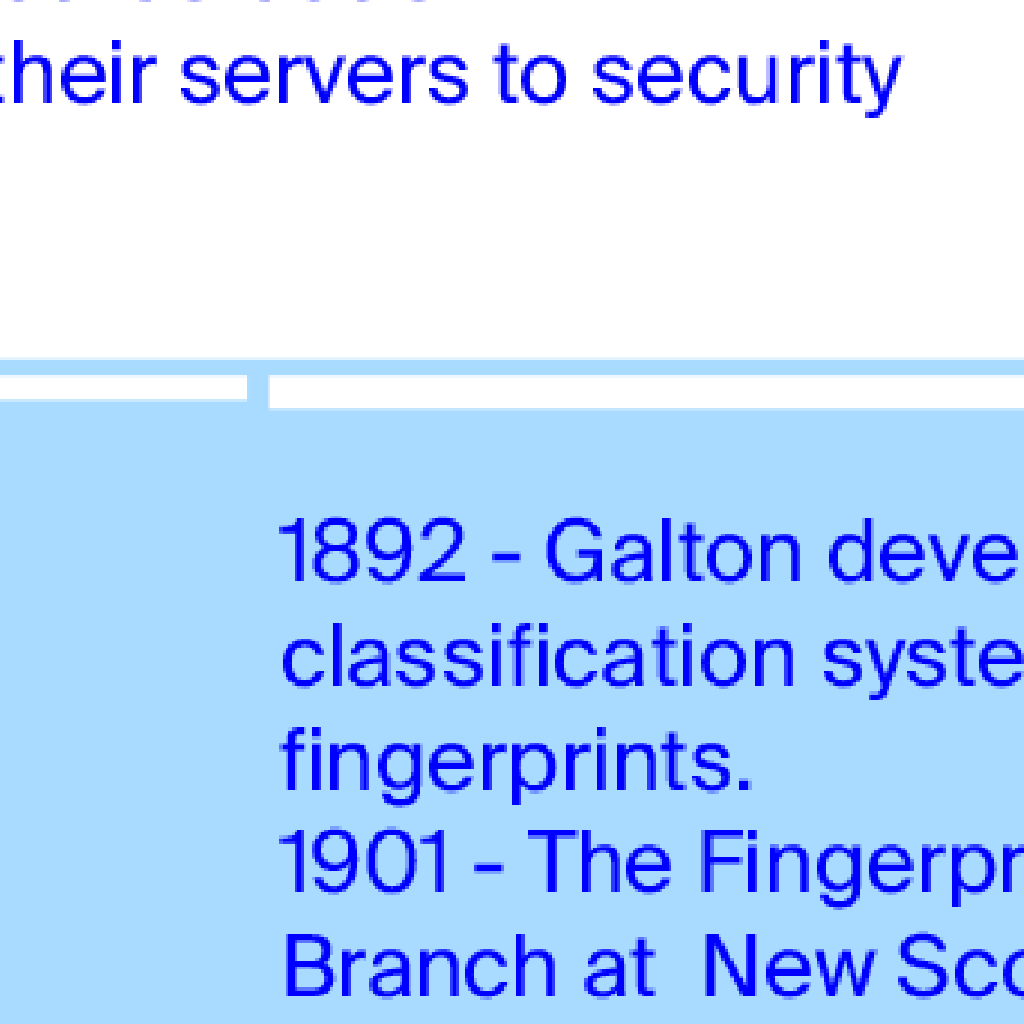 their servers to security
1892 - Galton deve
classification syste
fingerprints.
1901 - The Fingerpr
Branch at  New Sco